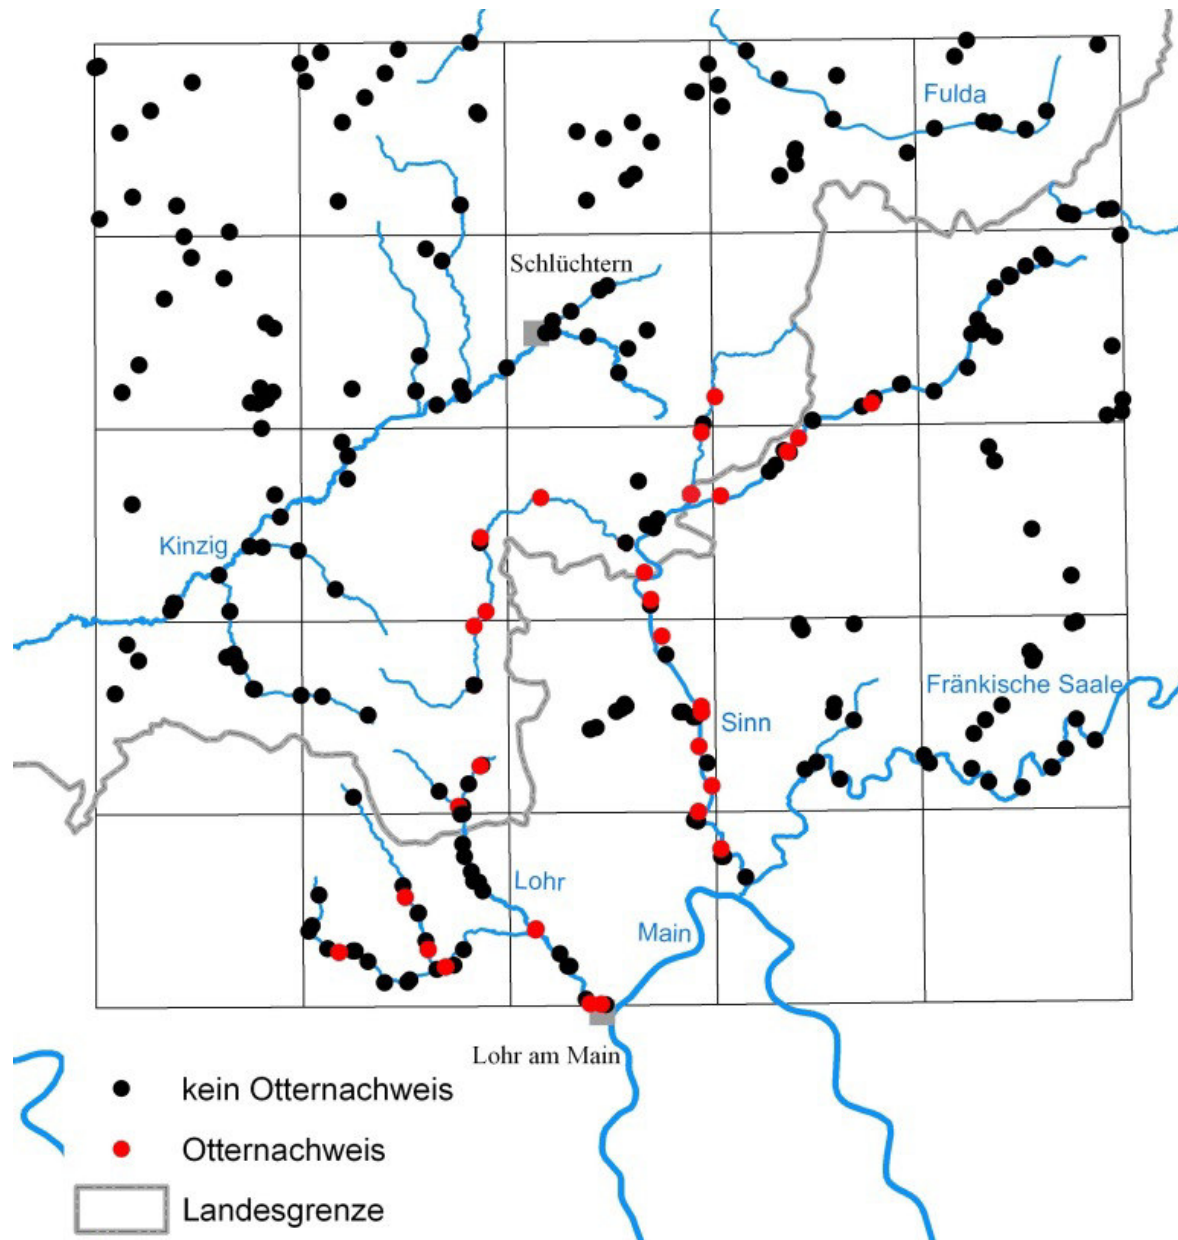 Fulda
Schlüchtern
Kinzig
Fränkische Saale
Sinn
Lohr
Main
Lohr am Main
kein Otternachweis
Otternachweis
Landesgrenze